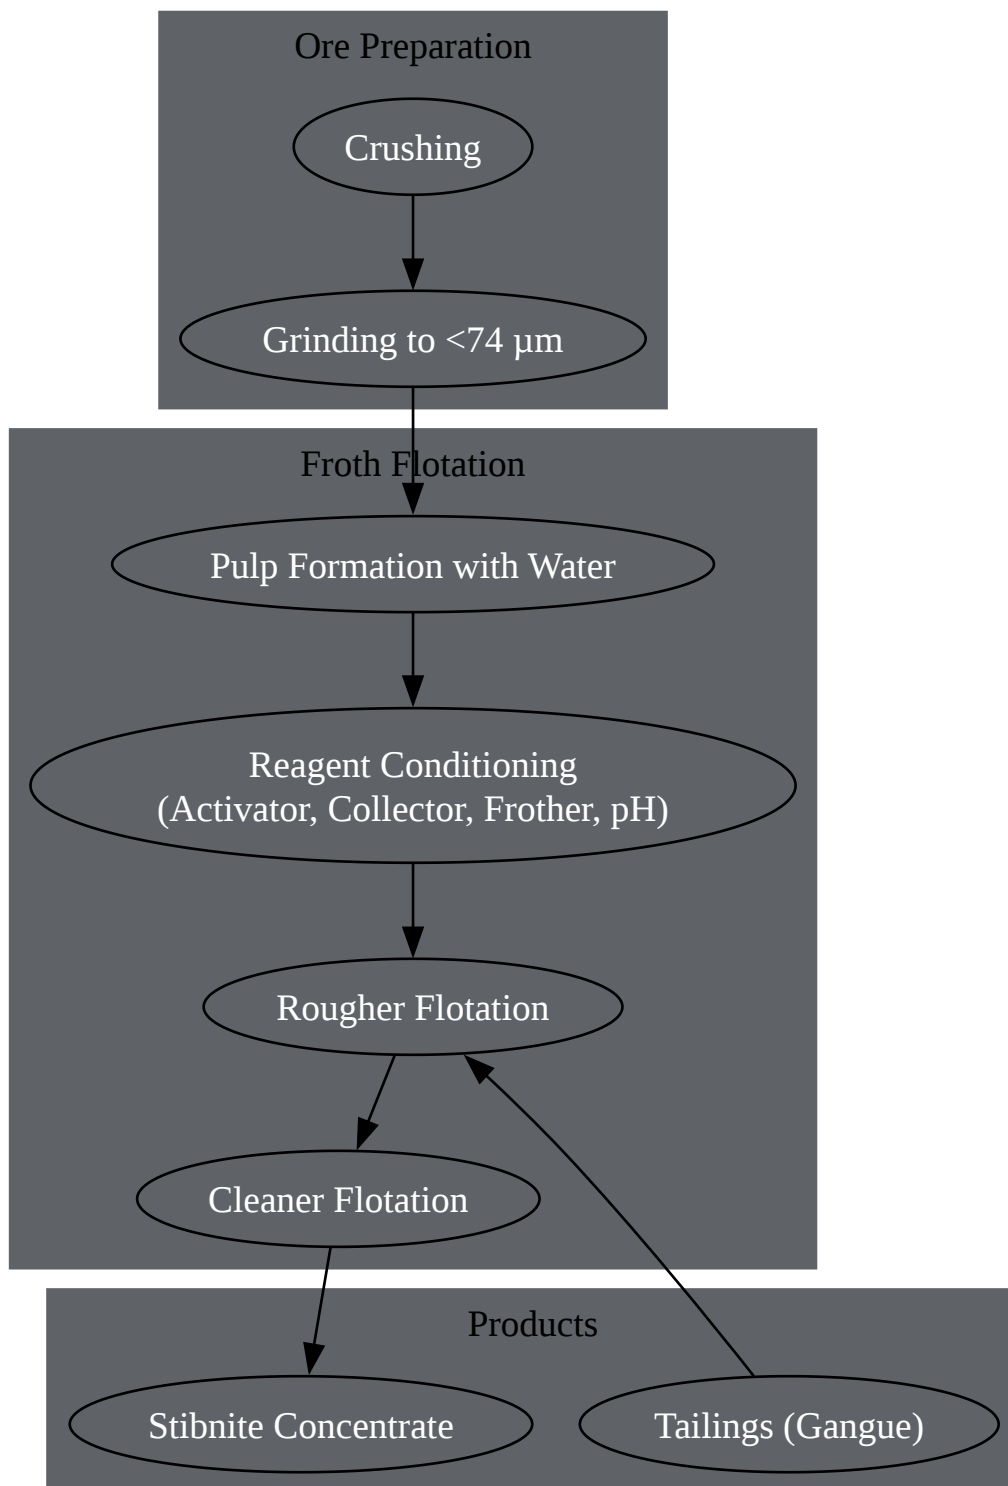 Ore Preparation
Crushing
Grinding to <74 µm
Froth Flotation
Pulp Formation with Water
Reagent Conditioning
(Activator, Collector, Frother, pH)
Rougher Flotation
Cleaner Flotation
Products
Stibnite Concentrate
Tailings (Gangue)